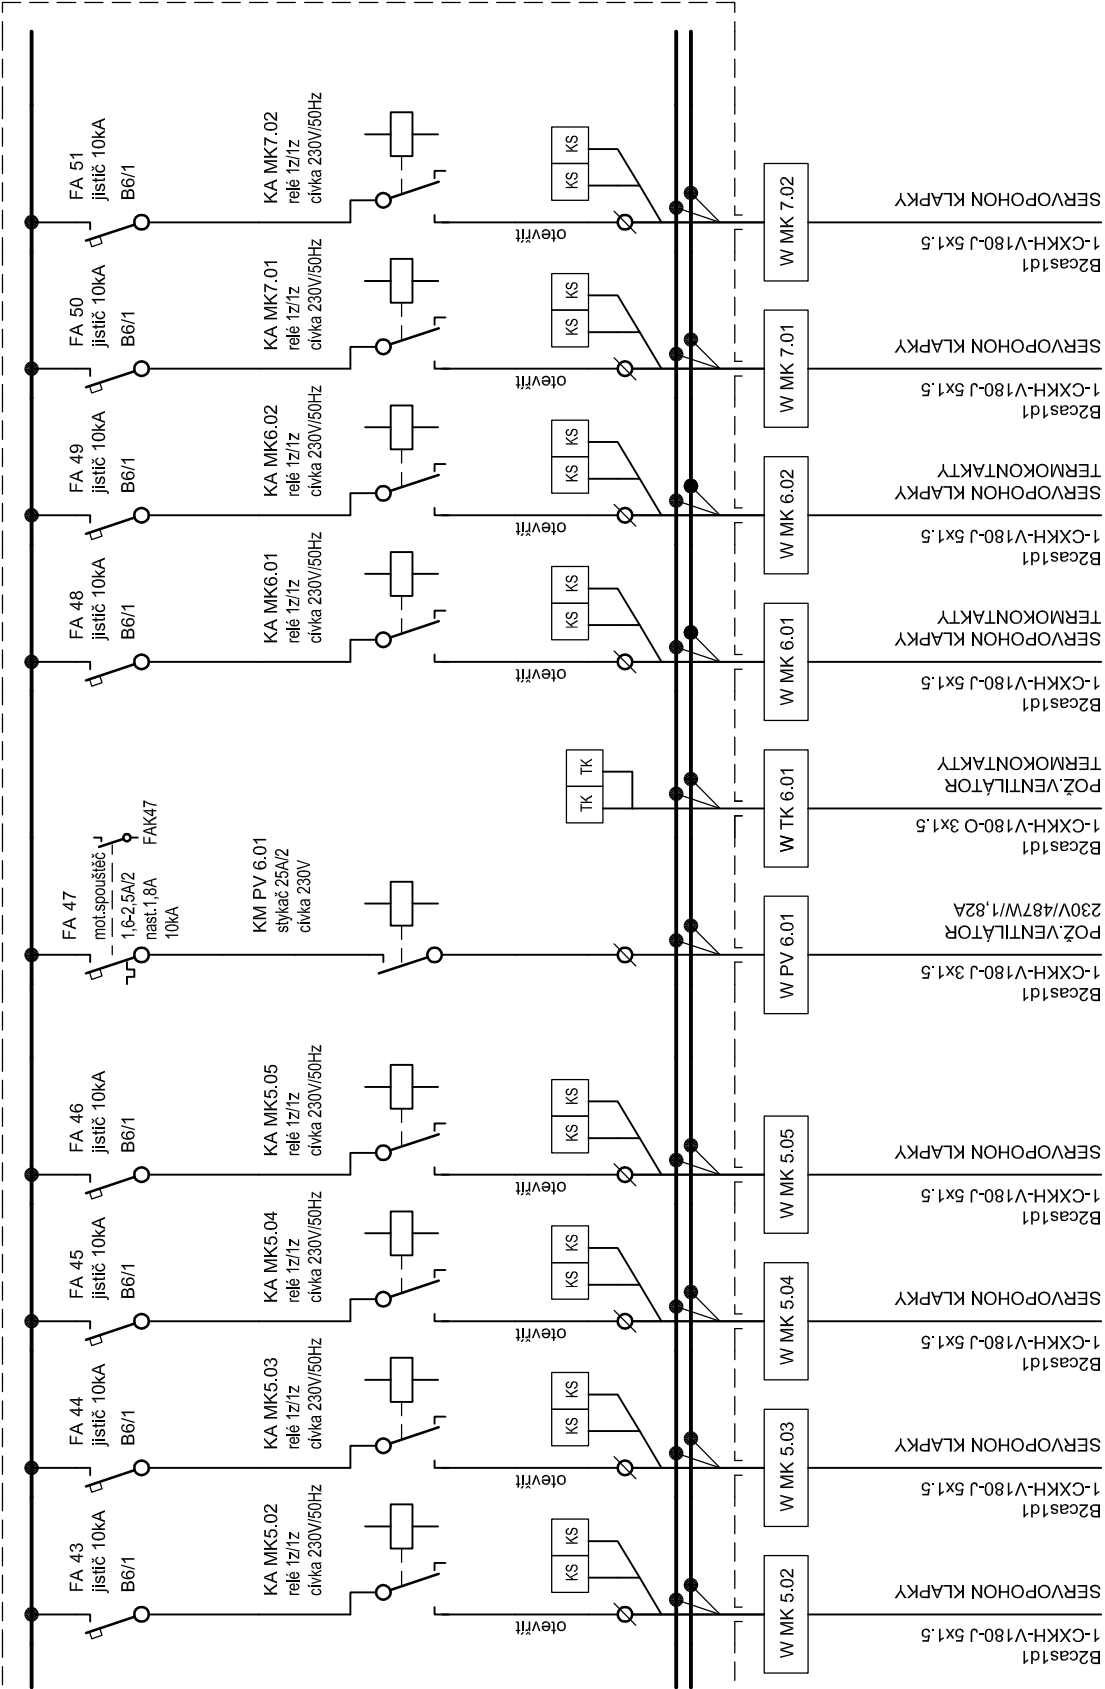 FA 43
jistič 10kA
B6/1
KA MK5.02
relé 1z/1z
cívka 230V/50Hz
KS
KS
otevřít
W MK 5.02
SERVOPOHON KLAPKY
1-CXKH-V180-J 5x1.5
B2cas1d1
FA 44
jistič 10kA
B6/1
KA MK5.03
relé 1z/1z
cívka 230V/50Hz
KS
KS
otevřít
W MK 5.03
SERVOPOHON KLAPKY
1-CXKH-V180-J 5x1.5
B2cas1d1
FA 45
jistič 10kA
B6/1
KA MK5.04
relé 1z/1z
cívka 230V/50Hz
KS
KS
otevřít
W MK 5.04
SERVOPOHON KLAPKY
1-CXKH-V180-J 5x1.5
B2cas1d1
FA 46
jistič 10kA
B6/1
KA MK5.05
relé 1z/1z
cívka 230V/50Hz
KS
KS
otevřít
W MK 5.05
SERVOPOHON KLAPKY
1-CXKH-V180-J 5x1.5
B2cas1d1
FA 47
mot.spouštěč
1,6-2,5A/2
nast.1,8A
10kA
FAK47
KM PV 6.01
stykač 25A/2
cívka 230V
W PV 6.01
230V/487W/1,82A
POŽ.VENTILÁTOR
1-CXKH-V180-J 3x1.5
B2cas1d1
TK
TK
W TK 6.01
TERMOKONTAKTY
POŽ.VENTILÁTOR
1-CXKH-V180-O 3x1.5
B2cas1d1
FA 48
jistič 10kA
B6/1
KA MK6.01
relé 1z/1z
cívka 230V/50Hz
KS
KS
otevřít
W MK 6.01
TERMOKONTAKTY
SERVOPOHON KLAPKY
1-CXKH-V180-J 5x1.5
B2cas1d1
FA 49
jistič 10kA
B6/1
KA MK6.02
relé 1z/1z
cívka 230V/50Hz
KS
KS
otevřít
W MK 6.02
TERMOKONTAKTY
SERVOPOHON KLAPKY
1-CXKH-V180-J 5x1.5
B2cas1d1
FA 50
jistič 10kA
B6/1
KA MK7.01
relé 1z/1z
cívka 230V/50Hz
KS
KS
otevřít
W MK 7.01
SERVOPOHON KLAPKY
1-CXKH-V180-J 5x1.5
B2cas1d1
FA 51
jistič 10kA
B6/1
KA MK7.02
relé 1z/1z
cívka 230V/50Hz
KS
KS
otevřít
W MK 7.02
SERVOPOHON KLAPKY
1-CXKH-V180-J 5x1.5
B2cas1d1